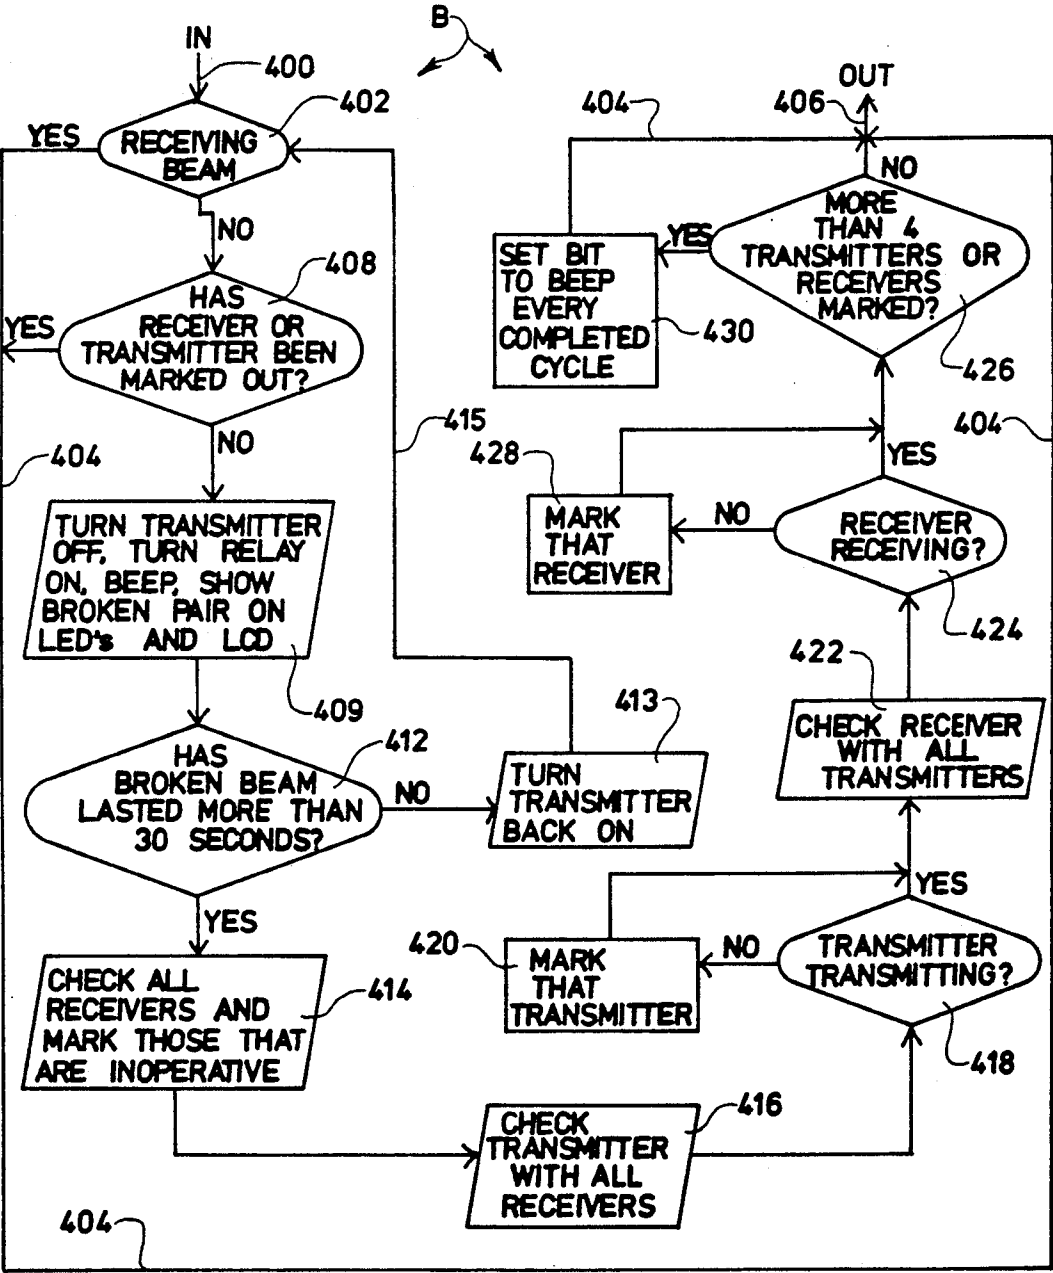 B
IN
400
402
YES
RECEIVING
BEAM
NO
408
HAS
RECEIVER OR
TRANSMITTER BEEN
MARKED OUT?
YES
NO
404
415
TURN TRANSMITTER
OFF, TURN RELAY
ON, BEEP, SHOW
BROKEN PAIR ON
LED's AND LCD
409
HAS
BROKEN BEAM
LASTED MORE THAN
30 SECONDS?
412
NO
413
TURN
TRANSMITTER
BACK ON
YES
CHECK ALL
RECEIVERS AND
MARK THOSE THAT
ARE INOPERATIVE
414
416
CHECK
TRANSMITTER
WITH ALL
RECEIVERS
404
OUT
406
404
NO
MORE
THAN 4
TRANSMITTERS OR
RECEIVERS
MARKED?
YES
SET BIT
TO BEEP
EVERY
COMPLETED
CYCLE
430
426
404
428
YES
MARK
THAT
RECEIVER
NO
RECEIVER
RECEIVING?
424
422
CHECK RECEIVER
WITH ALL
TRANSMITTERS
YES
420
MARK
THAT
TRANSMITTER
NO
TRANSMITTER
TRANSMITTING?
418